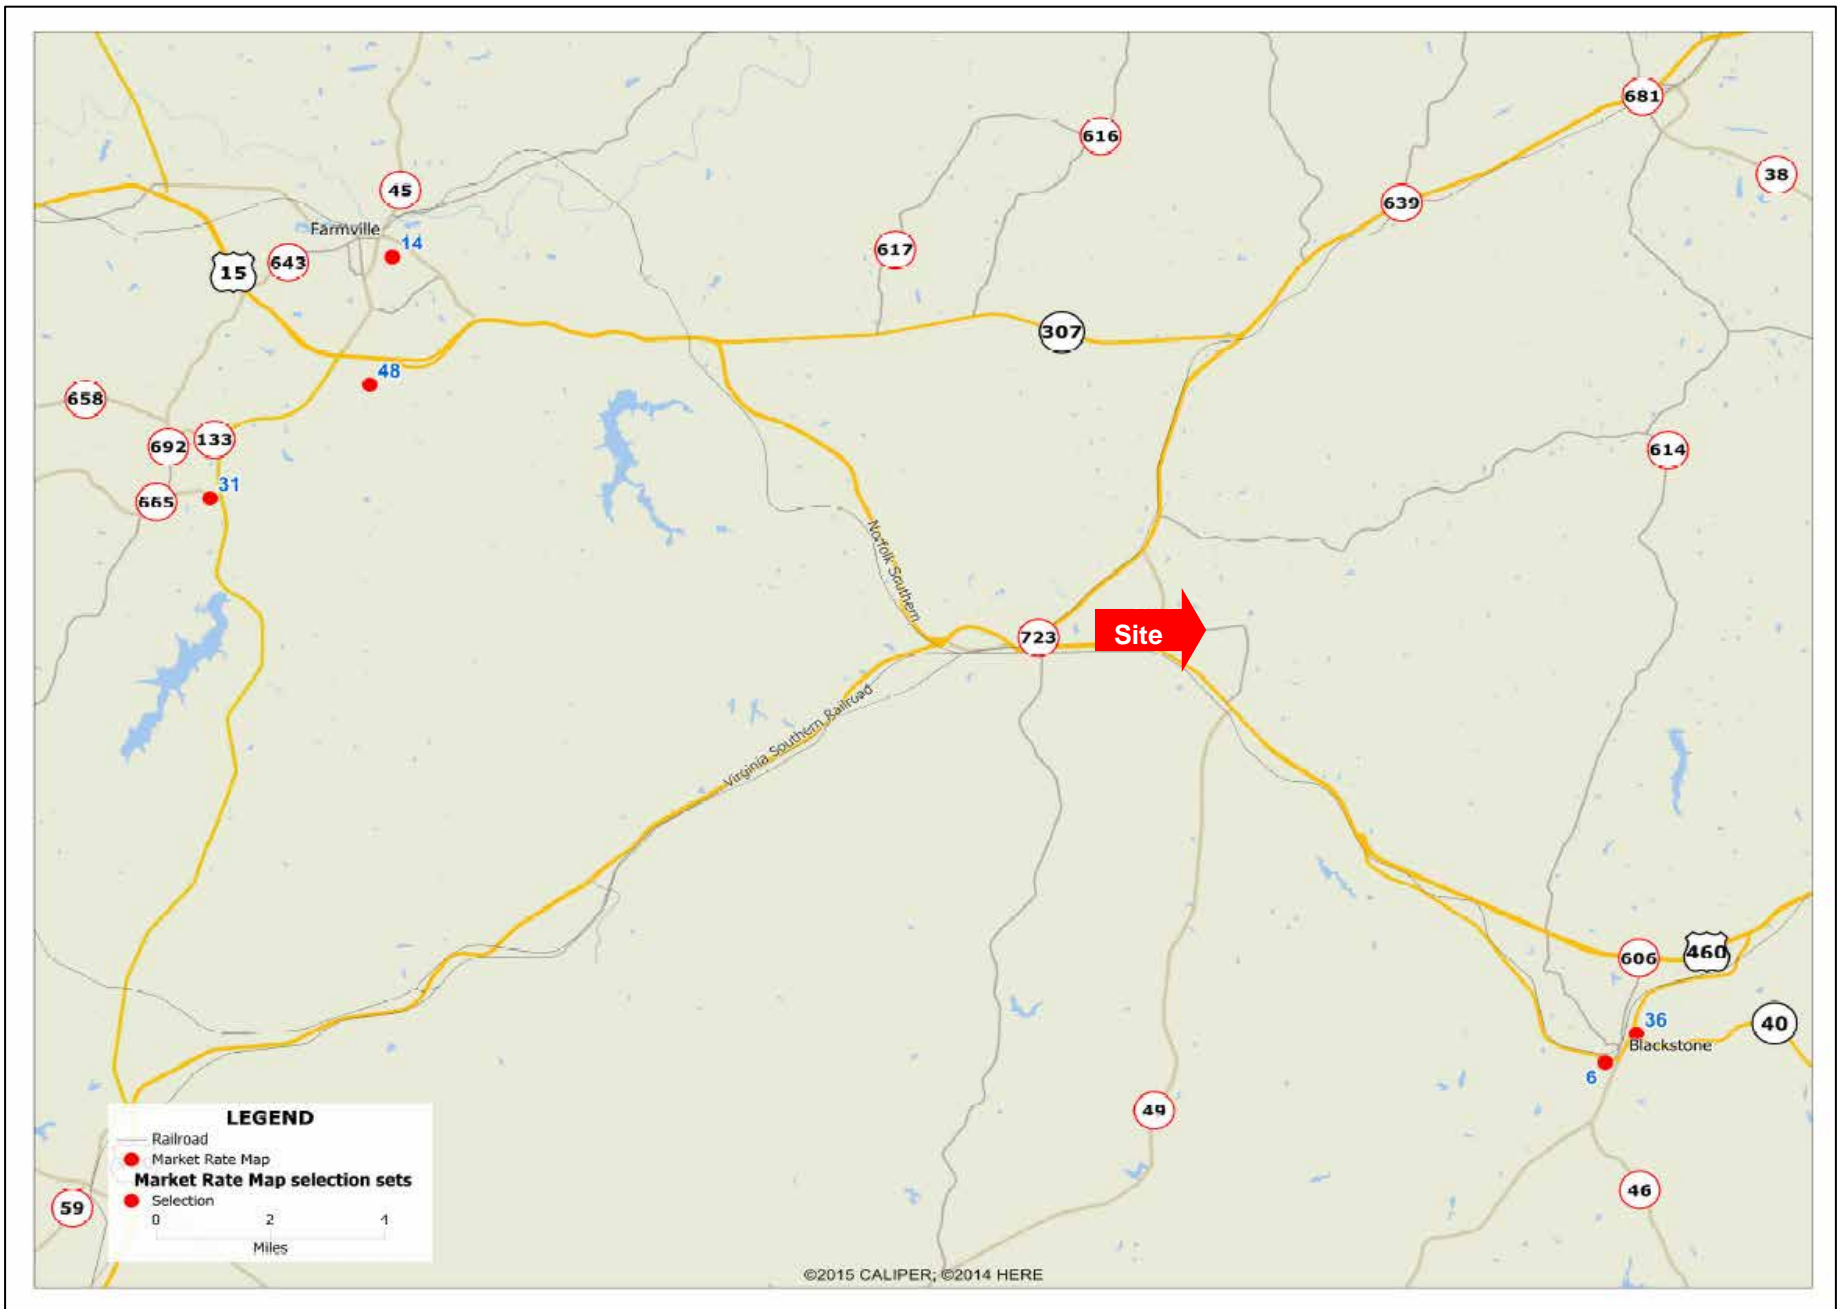 681
616
38
45
639
Farmville
14
617
643
15
307
48
658
133
692
614
31
665
Norfolk Southern
723
Site
Virginia Southern Railroad
606
460
36
40
Blackstone
6
49
LEGEND
Railroad
Market Rate Map
Market Rate Map selection sets
Selection
0 2 4
Miles
59
46
©2015 CALIPER; ©2014 HERE